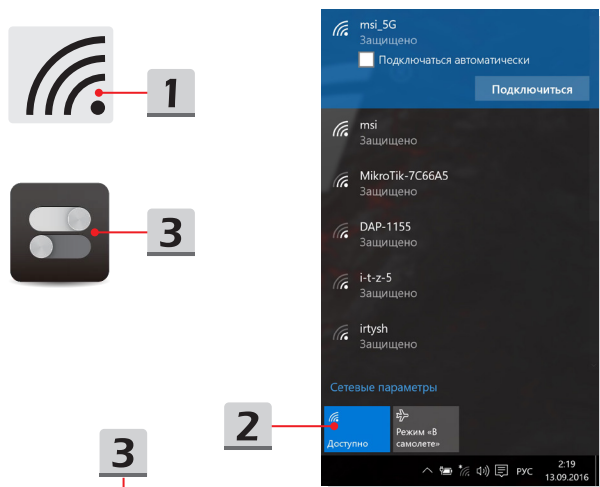 1
3
2
3
msi_5G
Защищено
Подключаться автоматически
Подключиться
msi
Защищено
MikroTik-7C66A5
Защищено
DAP-1155
Защищено
i-t-z-5
Защищено
irtysh
Защищено
Сетевые параметры
Доступно
Режим «В
самолете»
РУС
2:19
13.09.2016